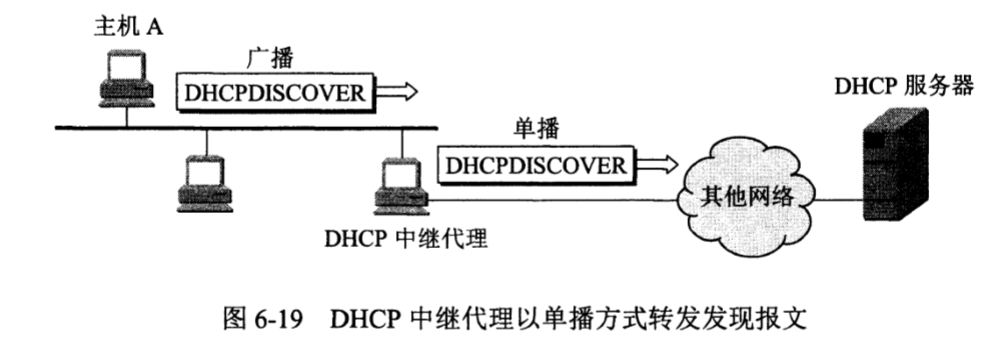 主机 A
广播
DHCPDISCOVER
DHCP 服务器
单播
DHCPDISCOVER
其他网络
DHCP 中继代理
图 6-19 DHCP 中继代理以单播方式转发发现报文